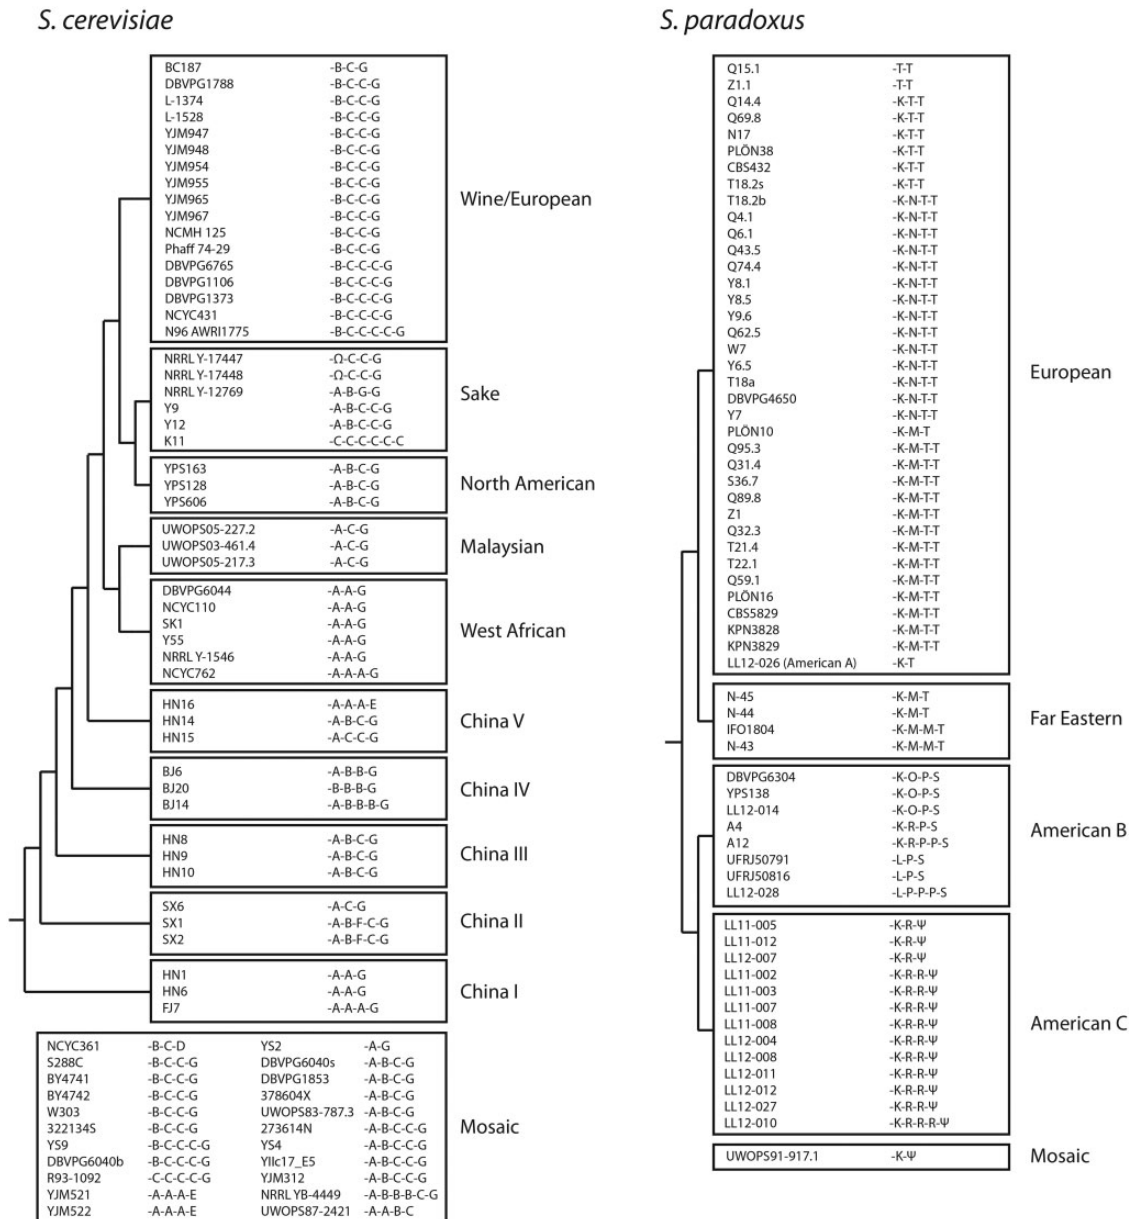 S. cerevisiae
BC187 -B-C-G
DBVPG1788 -B-C-C-G
L-1374 -B-C-C-G
L-1528 -B-C-C-G
YJM947 -B-C-C-G
YJM948 -B-C-C-G
YJM954 -B-C-C-G
YJM955 -B-C-C-G
YJM965 -B-C-C-G
YJM967 -B-C-C-G
NCMH 125 -B-C-C-G
Phaff 74-29 -B-C-C-G
DBVPG6765 -B-C-C-C-G
DBVPG1106 -B-C-C-C-G
DBVPG1373 -B-C-C-C-G
NCYC431 -B-C-C-C-G
N96 AWRI1775 -B-C-C-C-C-G
Wine/European
NRRL Y-17447 -Ω-C-C-G
NRRL Y-17448 -Ω-C-C-G
NRRL Y-12769 -A-B-G-G
Y9 -A-B-C-C-G
Y12 -A-B-C-C-G
K11 -C-C-C-C-C-C
Sake
YPS163 -A-B-C-G
YPS128 -A-B-C-G
YPS606 -A-B-C-G
North American
UWOPS05-227.2 -A-C-G
UWOPS03-461.4 -A-C-G
UWOPS05-217.3 -A-C-G
Malaysian
DBVPG6044 -A-A-G
NCYC110 -A-A-G
SK1 -A-A-G
Y55 -A-A-G
NRRL Y-1546 -A-A-G
NCYC762 -A-A-A-G
West African
HN16 -A-A-A-E
HN14 -A-B-C-G
HN15 -A-C-C-G
China V
BJ6 -A-B-B-G
BJ20 -B-B-B-G
BJ14 -A-B-B-B-G
China IV
HN8 -A-B-C-G
HN9 -A-B-C-G
HN10 -A-B-C-G
China III
SX6 -A-C-G
SX1 -A-B-F-C-G
SX2 -A-B-F-C-G
China II
HN1 -A-A-G
HN6 -A-A-G
FJ7 -A-A-A-G
China I
NCYC361 -B-C-D YS2 -A-G
S288C -B-C-C-G DBVPG6040s -A-B-C-G
BY4741 -B-C-C-G DBVPG1853 -A-B-C-G
BY4742 -B-C-C-G 378604X -A-B-C-G
W303 -B-C-C-G UWOPS83-787.3 -A-B-C-G
322134S -B-C-C-G 273614N -A-B-C-C-G
YS9 -B-C-C-C-G YS4 -A-B-C-C-G
DBVPG6040b -B-C-C-C-G YIIc17_E5 -A-B-C-C-G
R93-1092 -C-C-C-C-G YJM312 -A-B-C-C-G
YJM521 -A-A-A-E NRRL YB-4449 -A-B-B-B-C-G
YJM522 -A-A-A-E UWOPS87-2421 -A-A-B-C
Mosaic
S. paradoxus
Q15.1 -T-T
Z1.1 -T-T
Q14.4 -K-T-T
Q69.8 -K-T-T
N17 -K-T-T
PLÖN38 -K-T-T
CBS432 -K-T-T
T18.2s -K-T-T
T18.2b -K-N-T-T
Q4.1 -K-N-T-T
Q6.1 -K-N-T-T
Q43.5 -K-N-T-T
Q74.4 -K-N-T-T
Y8.1 -K-N-T-T
Y8.5 -K-N-T-T
Y9.6 -K-N-T-T
Q62.5 -K-N-T-T
W7 -K-N-T-T
Y6.5 -K-N-T-T
T18a -K-N-T-T
DBVPG4650 -K-N-T-T
Y7 -K-N-T-T
PLÖN10 -K-M-T
Q95.3 -K-M-T-T
Q31.4 -K-M-T-T
S36.7 -K-M-T-T
Q89.8 -K-M-T-T
Z1 -K-M-T-T
Q32.3 -K-M-T-T
T21.4 -K-M-T-T
T22.1 -K-M-T-T
Q59.1 -K-M-T-T
PLÖN16 -K-M-T-T
CBS5829 -K-M-T-T
KPN3828 -K-M-T-T
KPN3829 -K-M-T-T
LL12-026 (American A) -K-T
European
N-45 -K-M-T
N-44 -K-M-T
IFO1804 -K-M-M-T
N-43 -K-M-M-T
Far Eastern
DBVPG6304 -K-O-P-S
YPS138 -K-O-P-S
LL12-014 -K-O-P-S
A4 -K-R-P-S
A12 -K-R-P-P-S
UFRJ50791 -L-P-S
UFRJ50816 -L-P-S
LL12-028 -L-P-P-P-S
American B
LL11-005 -K-R-Ψ
LL11-012 -K-R-Ψ
LL12-007 -K-R-Ψ
LL11-002 -K-R-R-Ψ
LL11-003 -K-R-R-Ψ
LL11-007 -K-R-R-Ψ
LL11-008 -K-R-R-Ψ
LL12-004 -K-R-R-Ψ
LL12-008 -K-R-R-Ψ
LL12-011 -K-R-R-Ψ
LL12-012 -K-R-R-Ψ
LL12-027 -K-R-R-Ψ
LL12-010 -K-R-R-R-Ψ
American C
UWOPS91-917.1 -K-Ψ
Mosaic